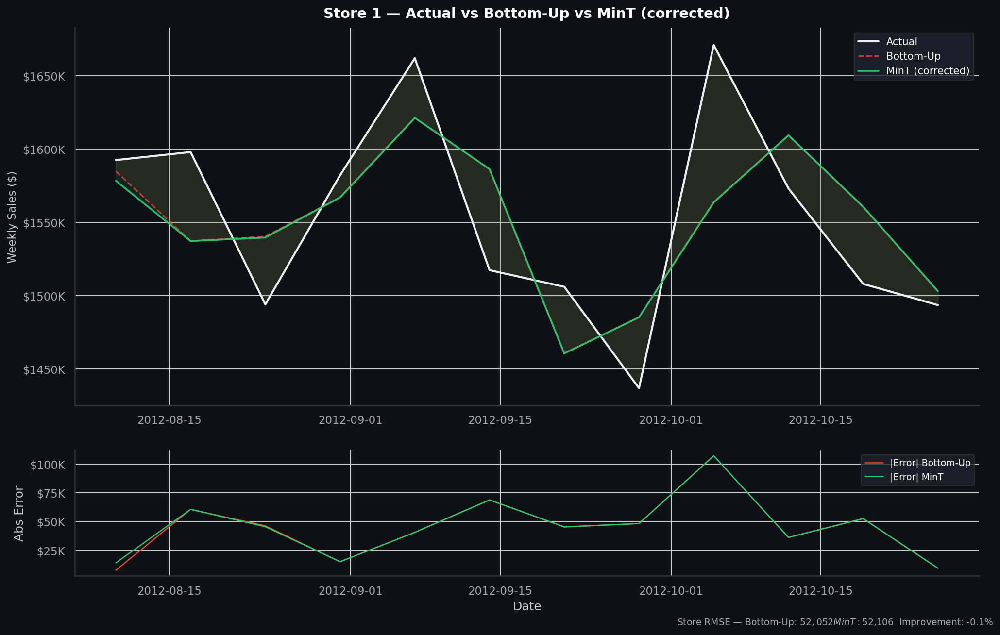 Store 1 — Actual vs Bottom-Up vs MinT (corrected)
Actual
Bottom-Up
MinT (corrected)
Weekly Sales ($)
$1650K
$1600K
$1550K
$1500K
$1450K
2012-08-15 2012-09-01 2012-09-15 2012-10-01 2012-10-15
|Error| Bottom-Up
|Error| MinT
Abs Error
$100K
$75K
$50K
$25K
2012-08-15 2012-09-01 2012-09-15 2012-10-01 2012-10-15
Date
Store RMSE — Bottom-Up: 52,052MinT:52,106 Improvement: -0.1%